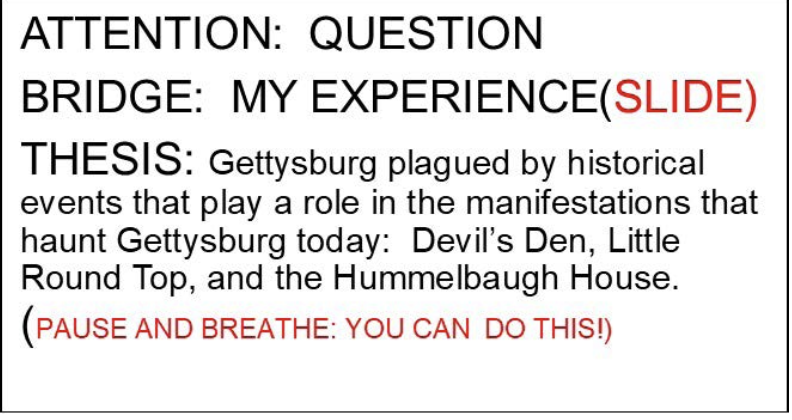 ATTENTION:  QUESTION
BRIDGE:  MY EXPERIENCE(SLIDE)
THESIS: Gettysburg plagued by historical
events that play a role in the manifestations that
haunt Gettysburg today:  Devil’s Den, Little
Round Top, and the Hummelbaugh House.
(PAUSE AND BREATHE: YOU CAN  DO THIS!)